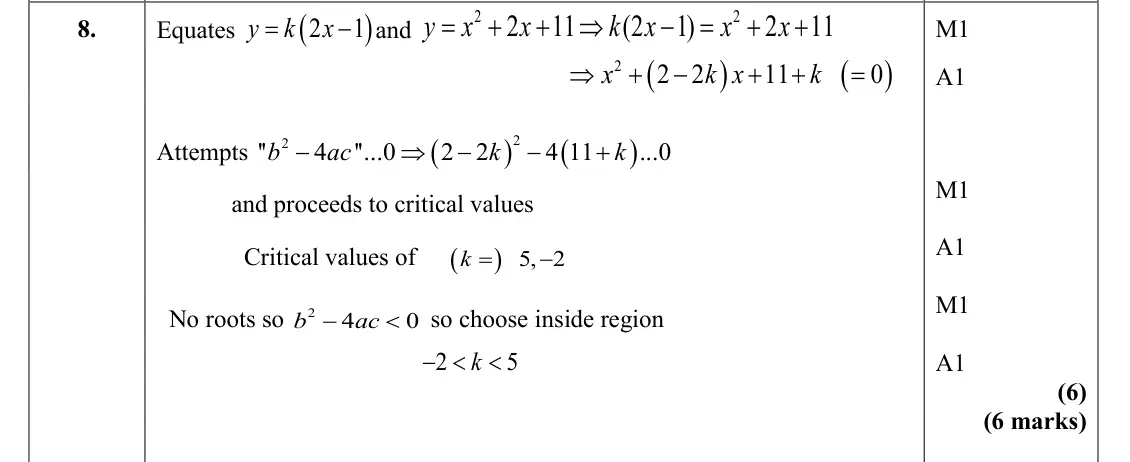 8. Equates y = k(2x−1) and y = x² + 2x + 11 ⇒ k(2x−1) = x² + 2x + 11 M1
⇒ x² + (2−2k)x + 11 + k (= 0) A1
Attempts "b² − 4ac"...0 ⇒ (2−2k)² − 4(11+k)...0
and proceeds to critical values M1
Critical values of (k =) 5, −2 A1
No roots so b² − 4ac < 0 so choose inside region M1
−2 < k < 5 A1
(6)
(6 marks)